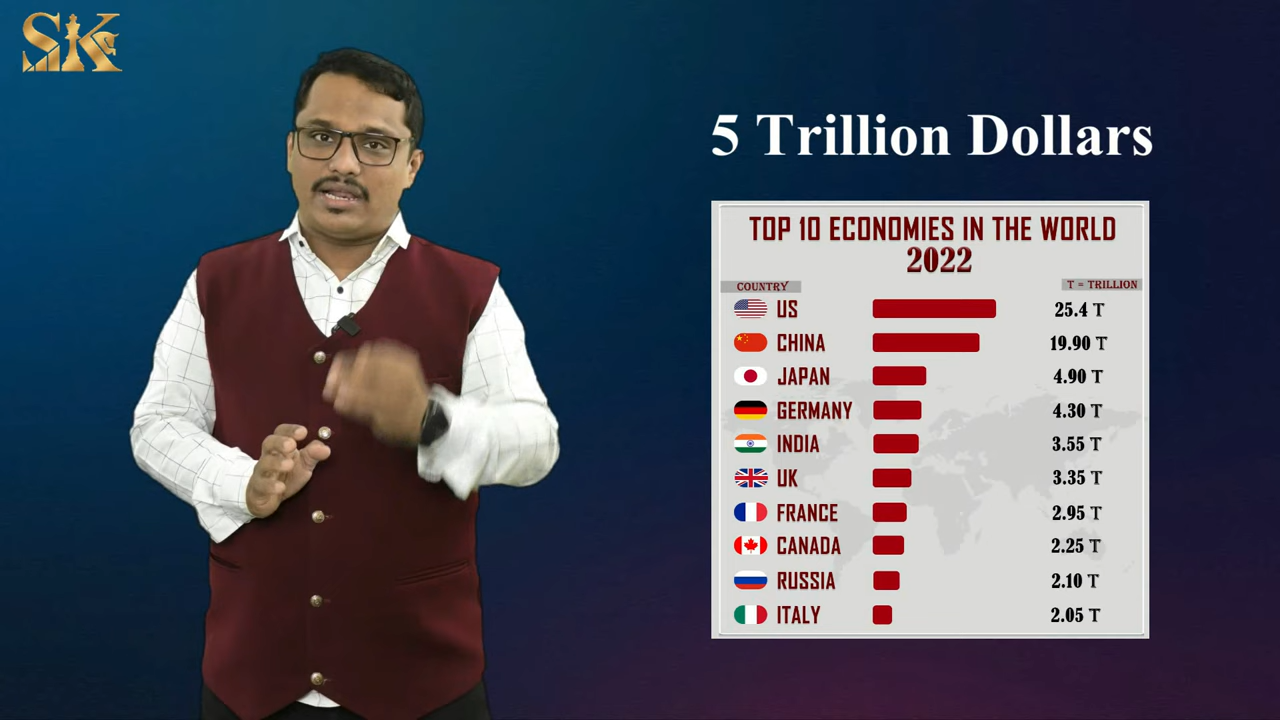 SK
5 Trillion Dollars
TOP 10 ECONOMIES IN THE WORLD
2022
COUNTRY T = TRILLION
US 25.4 T
CHINA 19.90 T
JAPAN 4.90 T
GERMANY 4.30 T
INDIA 3.55 T
UK 3.35 T
FRANCE 2.95 T
CANADA 2.25 T
RUSSIA 2.10 T
ITALY 2.05 T